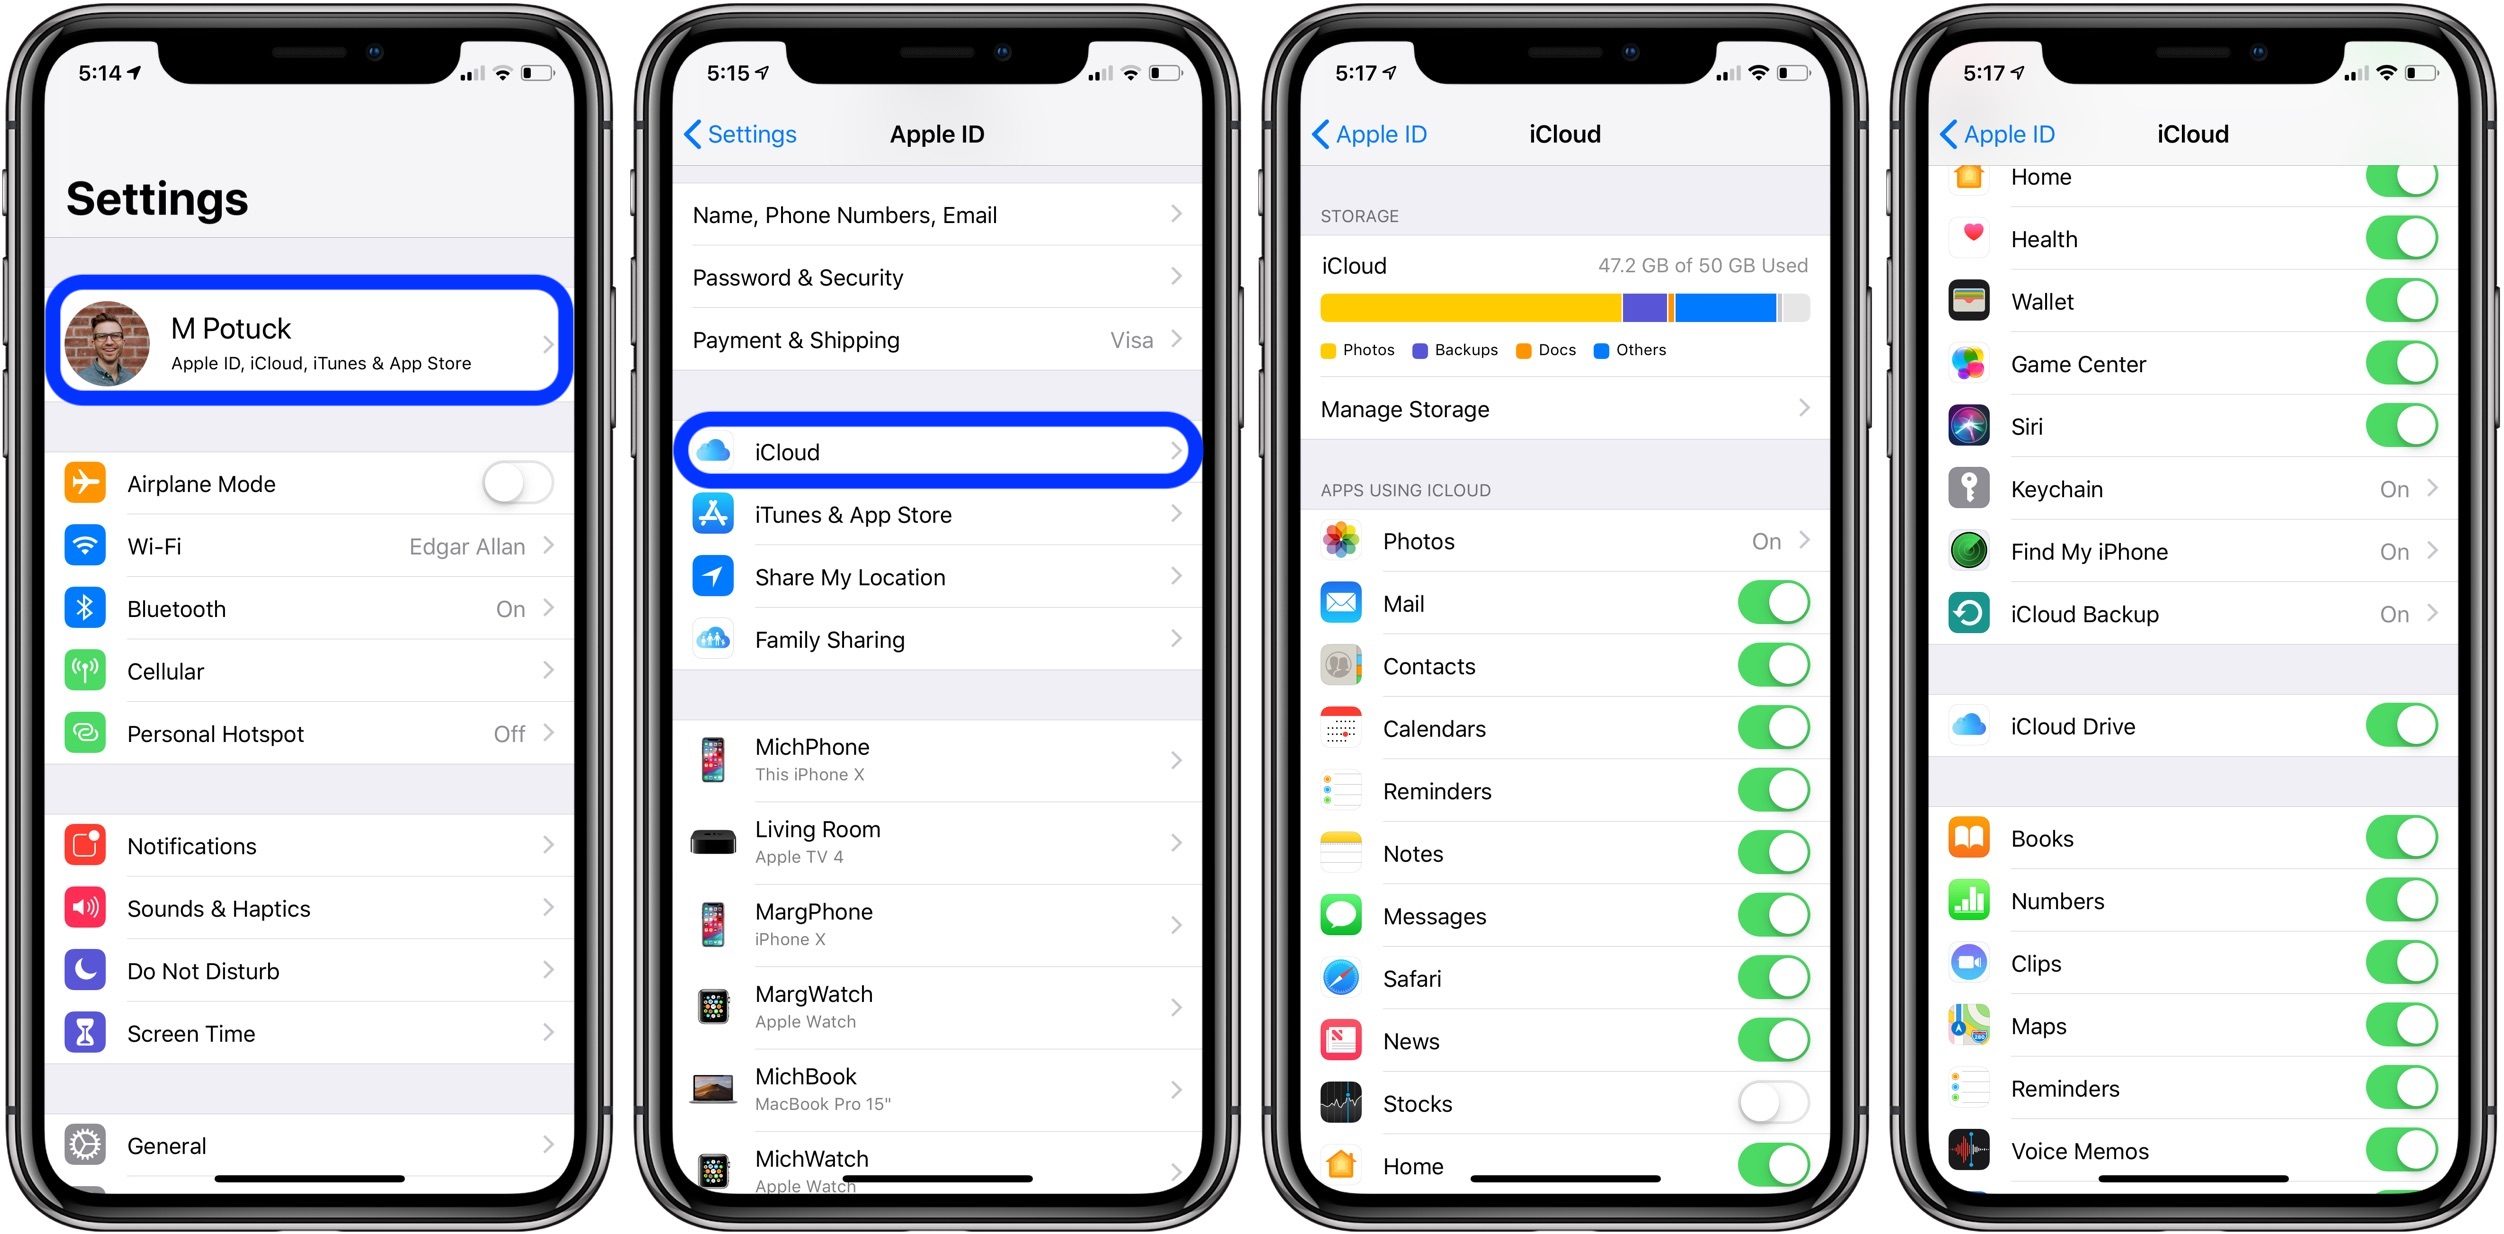 5:14
Settings
M Potuck
Apple ID, iCloud, iTunes & App Store
Airplane Mode
Wi-Fi Edgar Allan
Bluetooth On
Cellular
Personal Hotspot Off
Notifications
Sounds & Haptics
Do Not Disturb
Screen Time
General
5:15
Settings Apple ID
Name, Phone Numbers, Email
Password & Security
Payment & Shipping Visa
iCloud
iTunes & App Store
Share My Location
Family Sharing
MichPhone
This iPhone X
Living Room
Apple TV 4
MargPhone
iPhone X
MargWatch
Apple Watch
MichBook
MacBook Pro 15"
MichWatch
Apple Watch
5:17
Apple ID iCloud
STORAGE
iCloud 47.2 GB of 50 GB Used
Photos Backups Docs Others
Manage Storage
APPS USING ICLOUD
Photos On
Mail
Contacts
Calendars
Reminders
Notes
Messages
Safari
News
Stocks
Home
5:17
Apple ID iCloud
Home
Health
Wallet
Game Center
Siri
Keychain On
Find My iPhone On
iCloud Backup On
iCloud Drive
Books
Numbers
Clips
Maps
Reminders
Voice Memos